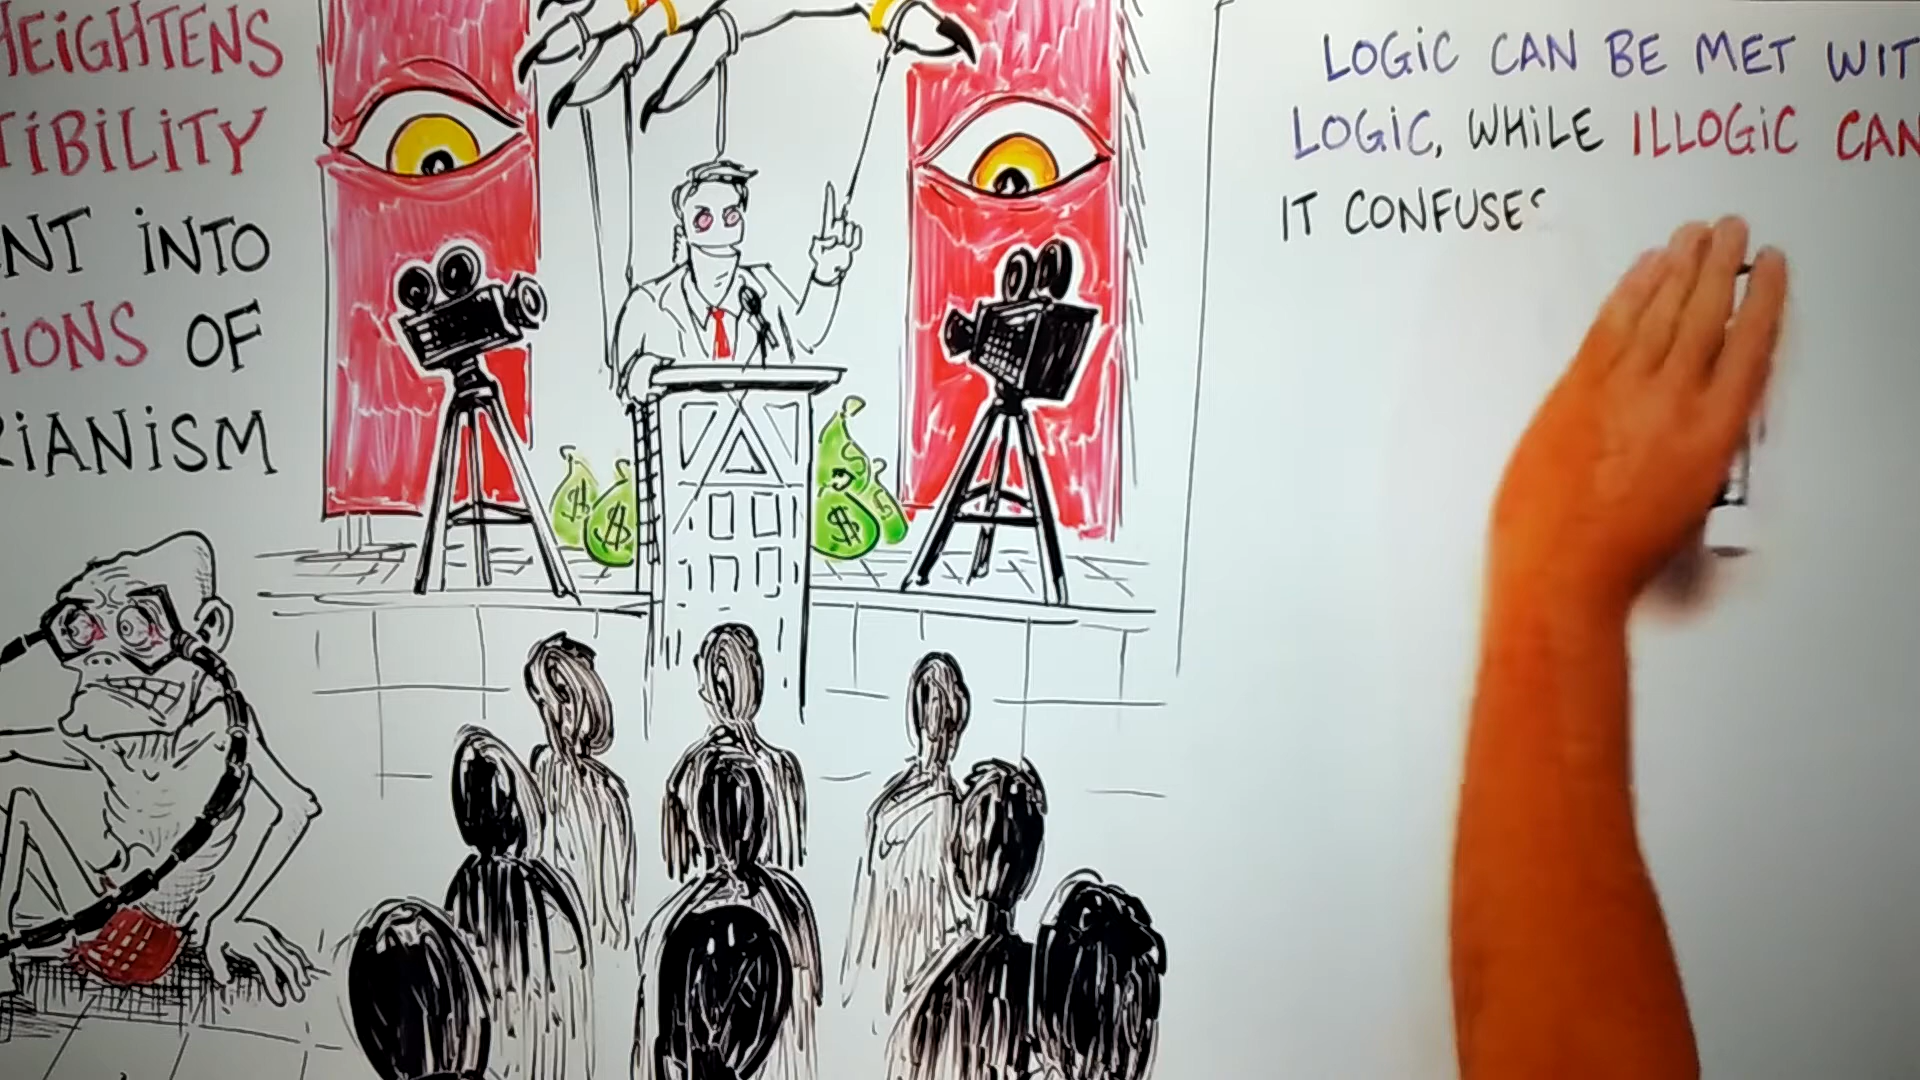 HEiGHTENS
TiBiLiTY
NT iNTO
iONS OF
RiANiSM
$
$
$
LOGiC CAN BE MET WIT
LOGiC, WHiLE iLLOGiC CAN
IT CONFUSES